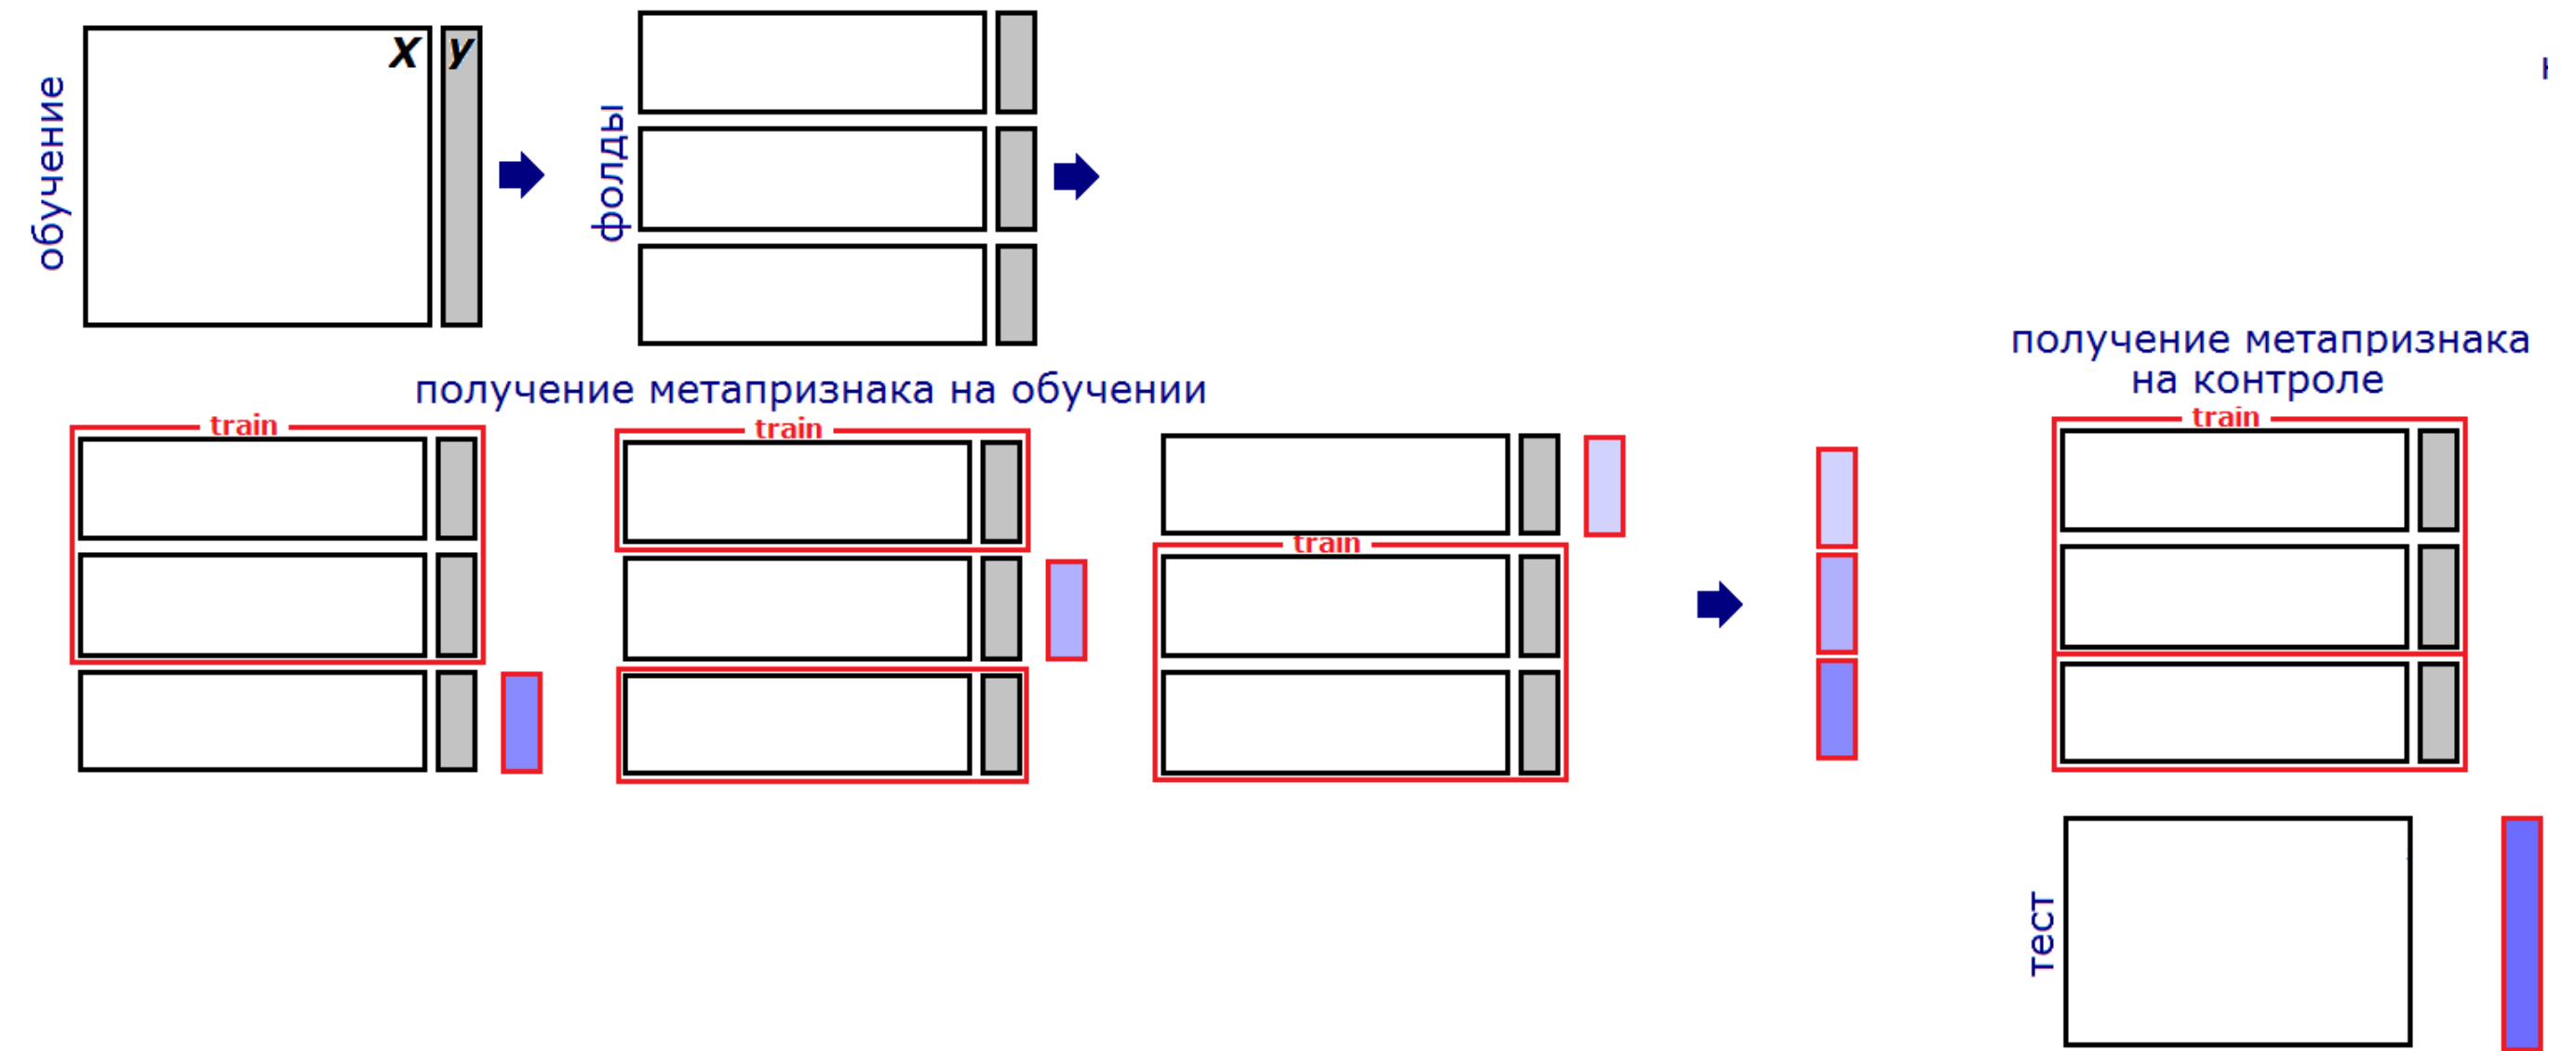 обучение
X y
фолды
получение метапризнака на обучении
train
train
train
получение метапризнака
на контроле
train
тест